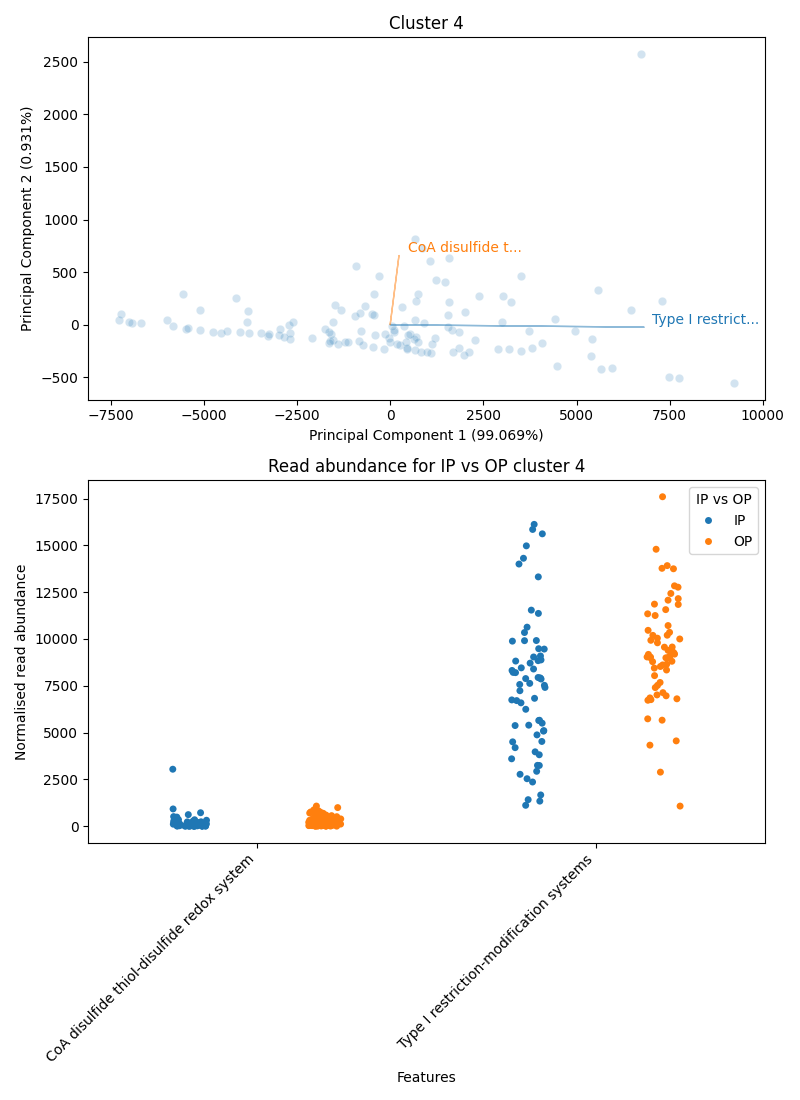 Cluster 4
2500
2000
1500
1000
500
0
−500
Principal Component 2 (0.931%)
CoA disulfide t...
Type I restrict...
−7500 −5000 −2500 0 2500 5000 7500 10000
Principal Component 1 (99.069%)
Read abundance for IP vs OP cluster 4
17500
15000
12500
10000
7500
5000
2500
0
Normalised read abundance
IP vs OP
IP
OP
CoA disulfide thiol-disulfide redox system
Type I restriction-modification systems
Features